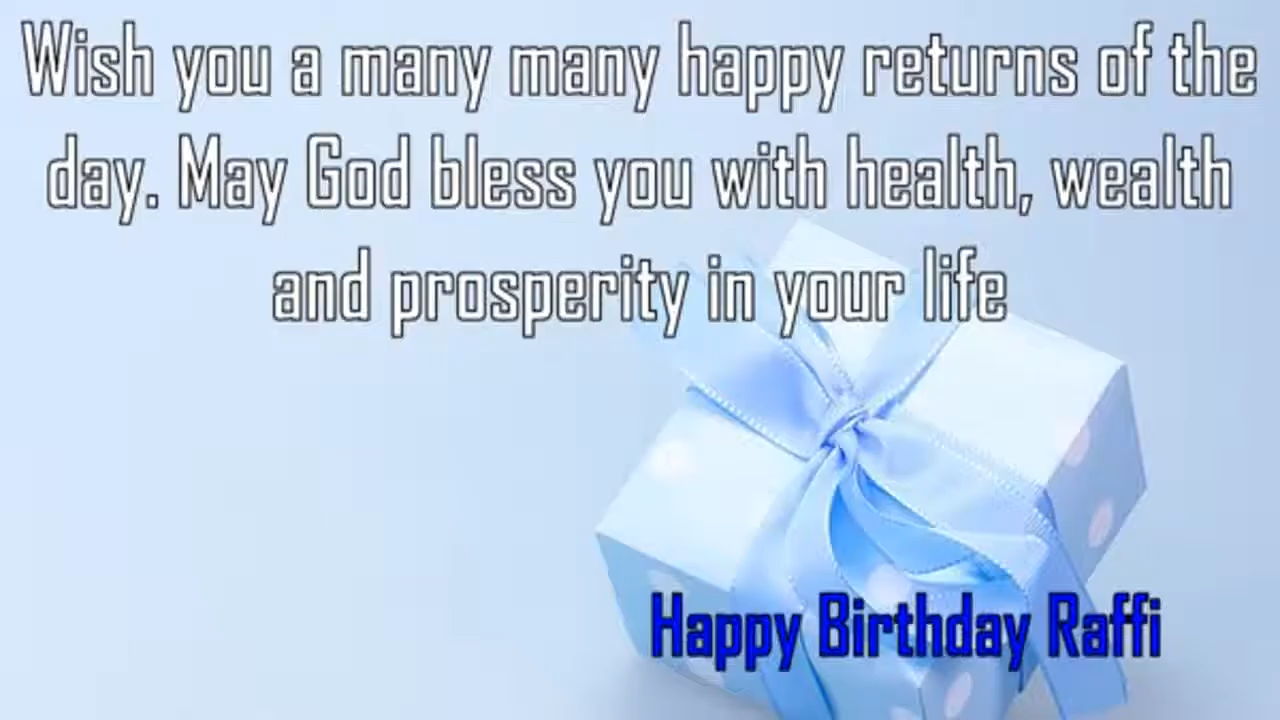 Wish you a many many happy returns of the
day. May God bless you with health, wealth
and prosperity in your life
Happy Birthday Raffi